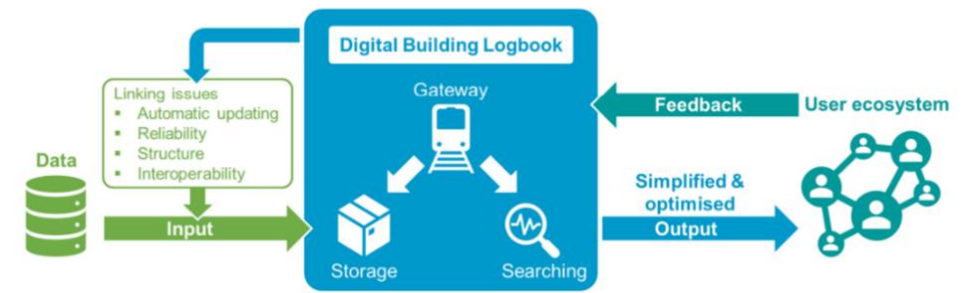 Digital Building Logbook
Linking issues
▪ Automatic updating
▪ Reliability
▪ Structure
▪ Interoperability
Data
Input
Gateway
Storage
Searching
Feedback
User ecosystem
Simplified &
optimised
Output